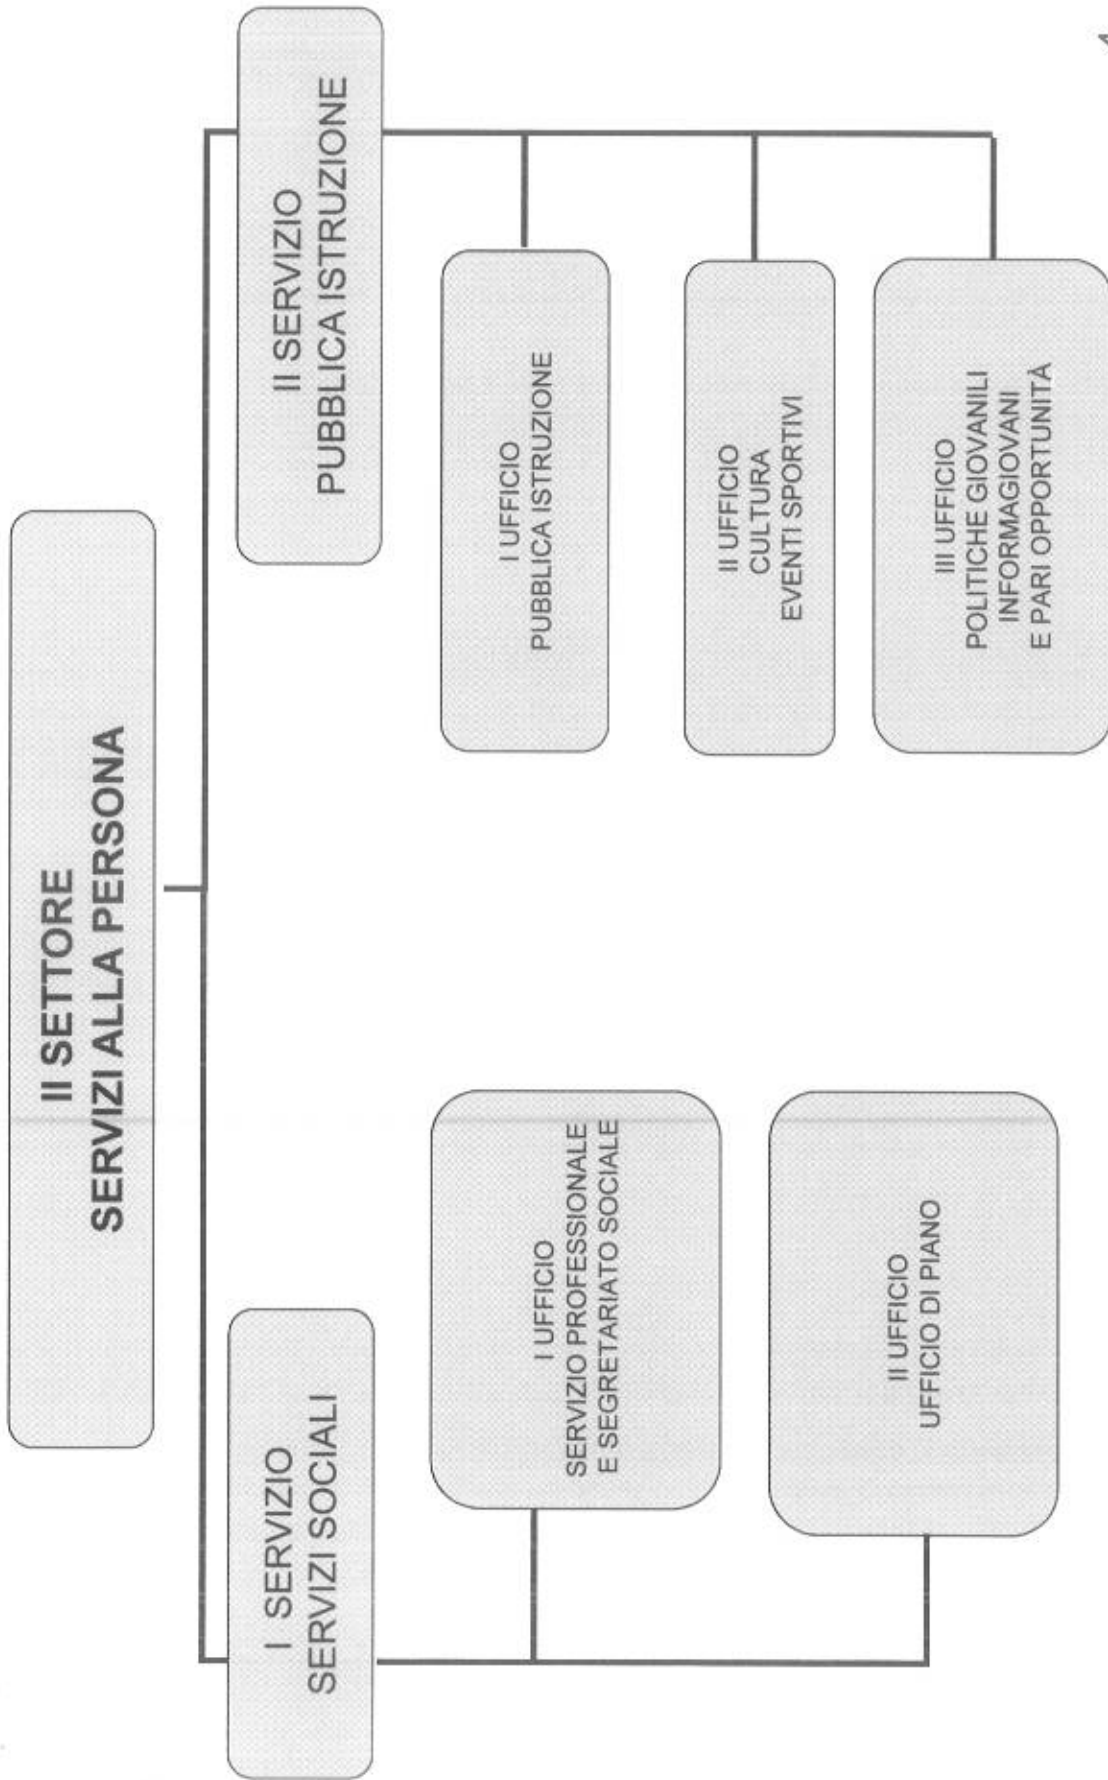 II SETTORE
SERVIZI ALLA PERSONA
I SERVIZIO
SERVIZI SOCIALI
I UFFICIO
SERVIZIO PROFESSIONALE
E SEGRETARIATO SOCIALE
II UFFICIO
UFFICIO DI PIANO
II SERVIZIO
PUBBLICA ISTRUZIONE
I UFFICIO
PUBBLICA ISTRUZIONE
II UFFICIO
CULTURA
EVENTI SPORTIVI
III UFFICIO
POLITICHE GIOVANILI
INFORMAGIOVANI
E PARI OPPORTUNITÀ